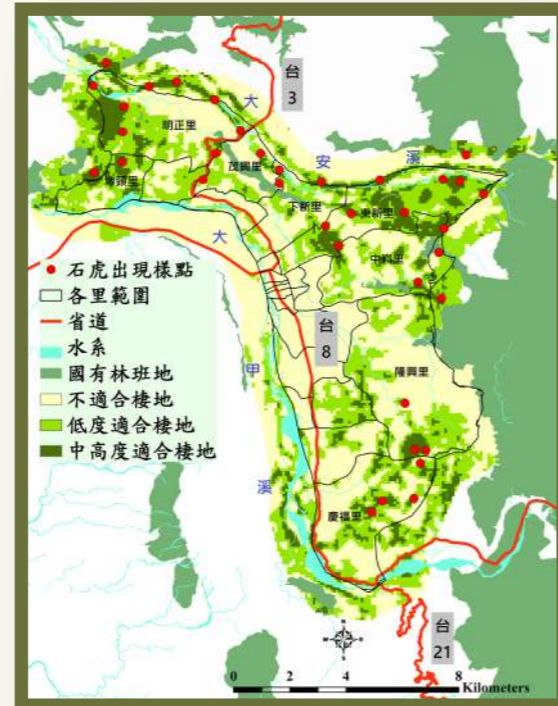 台
3
大
安
溪
明正里
茂興里
埤頭里
下新里
東新里
中嵙里
大
甲
溪
石虎出現樣點
各里範圍
省道
水系
國有林班地
不適合棲地
低度適合棲地
中高度適合棲地
台
8
隆興里
慶福里
台
21
N
W
E
S
0 2 4 8
Kilometers